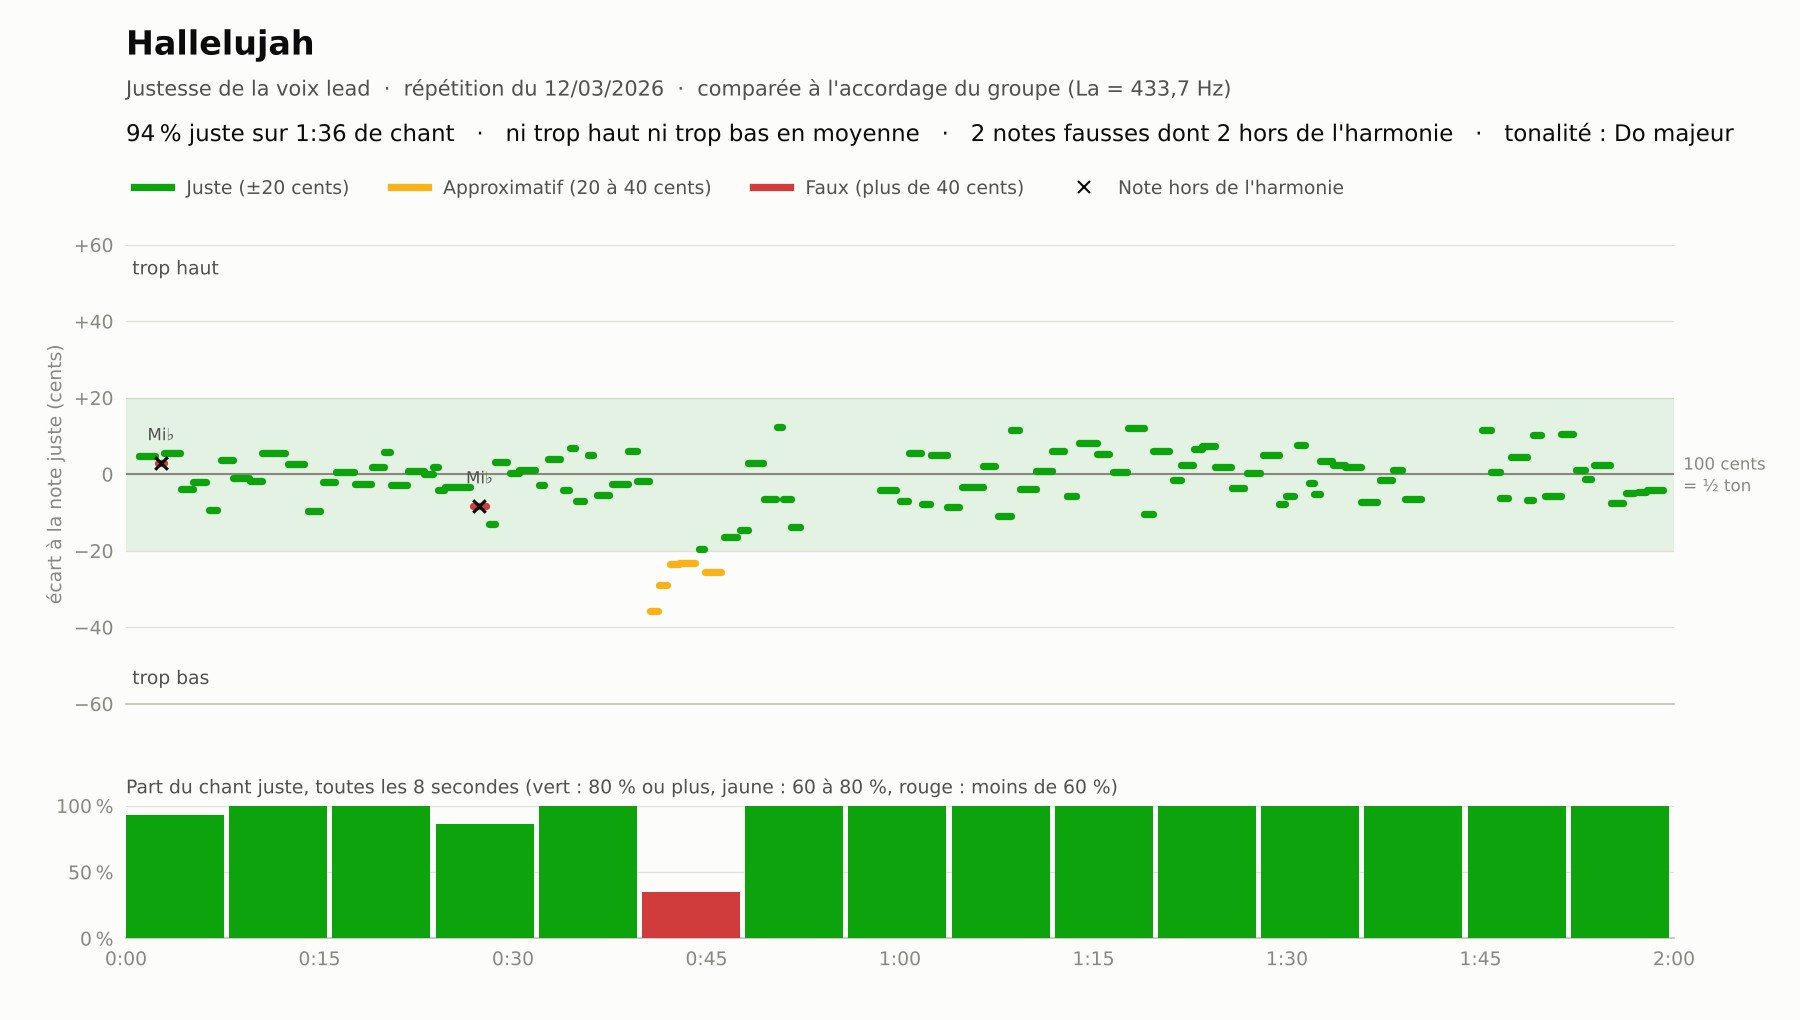 Hallelujah
Justesse de la voix lead · répétition du 12/03/2026 · comparée à l'accordage du groupe (La = 433,7 Hz)
94 % juste sur 1:36 de chant · ni trop haut ni trop bas en moyenne · 2 notes fausses dont 2 hors de l'harmonie · tonalité : Do majeur
Juste (±20 cents) Approximatif (20 à 40 cents) Faux (plus de 40 cents) Note hors de l'harmonie
écart à la note juste (cents)
+60
trop haut
+40
+20
Mi♭
0
Mi♭
100 cents
= ½ ton
−20
−40
trop bas
−60
Part du chant juste, toutes les 8 secondes (vert : 80 % ou plus, jaune : 60 à 80 %, rouge : moins de 60 %)
100 %
50 %
0 %
0:00 0:15 0:30 0:45 1:00 1:15 1:30 1:45 2:00